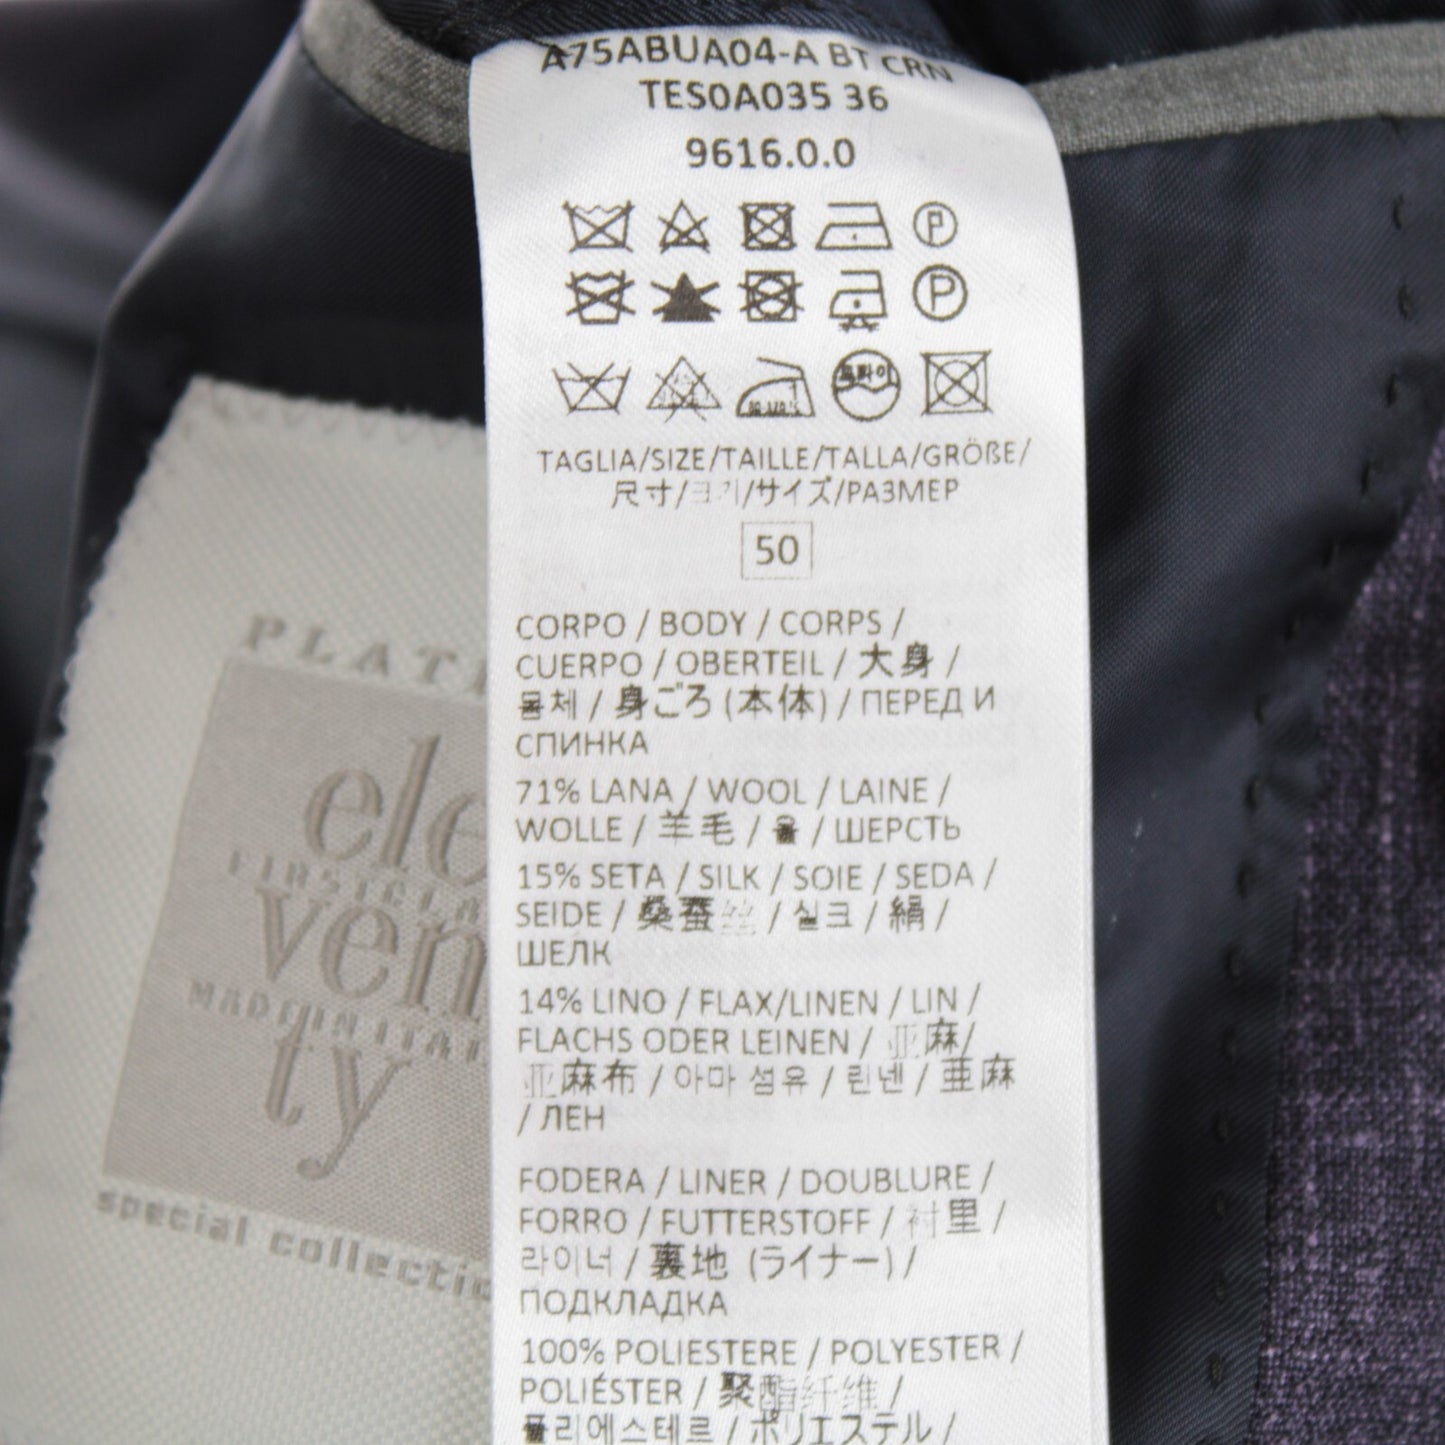 A75ABUA04-A BT CRN
TES0A035 36
9616.0.0
TAGLIA/SIZE/TAILLE/TALLA/GRÖßE/
尺寸/크기/サイズ/РАЗМЕР
50
CORPO / BODY / CORPS /
CUERPO / OBERTEIL / 大身 /
몸체 / 身ごろ (本体) / ПЕРЕД И
СПИНКА
71% LANA / WOOL / LAINE /
WOLLE / 羊毛 / 울 / ШЕРСТЬ
15% SETA / SILK / SOIE / SEDA /
SEIDE / 桑蚕丝 / 실크 / 絹 /
ШЕЛК
14% LINO / FLAX/LINEN / LIN /
FLACHS ODER LEINEN / 亚麻/
亚麻布 / 아마 섬유 / 린넨 / 亜麻
/ ЛЕН
FODERA / LINER / DOUBLURE /
FORRO / FUTTERSTOFF / 衬里 /
라이너 / 裏地 (ライナー) /
ПОДКЛАДКА
100% POLIESTERE / POLYESTER /
POLIÉSTER / 聚酯纤维 /
폴리에스테르 / ポリエステル /
ele
ven
ty
special